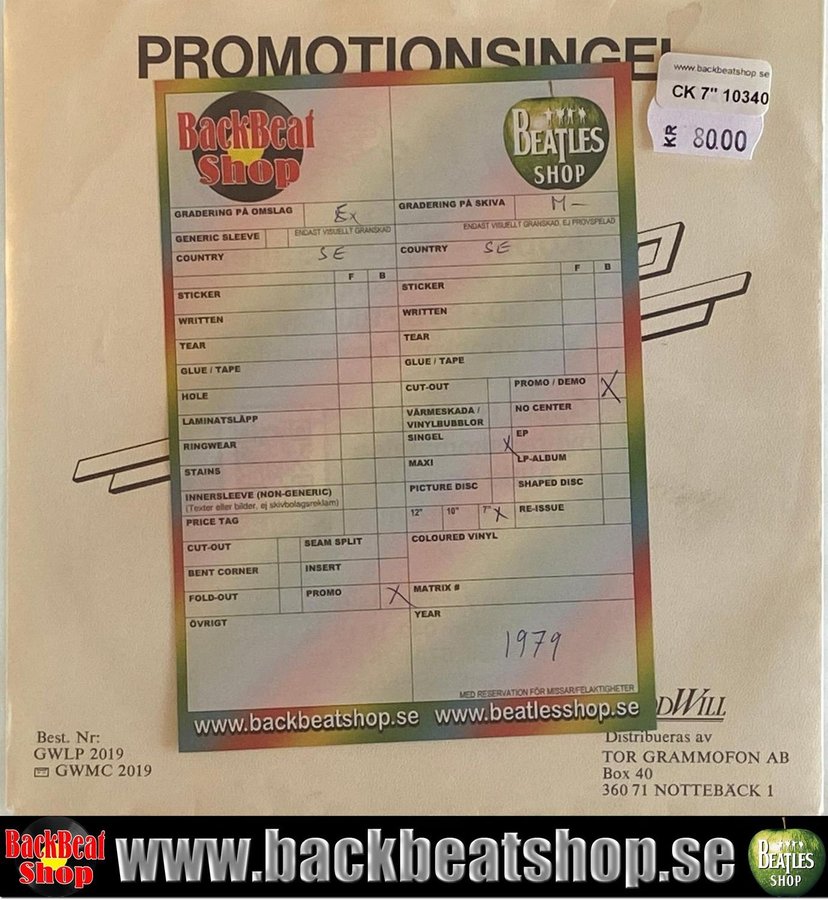 PROMOTIONSINGEL
www.backbeatshop.se
CK 7" 10340
KR 80.00
BackBeat
Shop
BEATLES
SHOP
GRADERING PÅ OMSLAG Ex
GRADERING PÅ SKIVA M-
GENERIC SLEEVE
ENDAST VISUELLT GRANSKAD
ENDAST VISUELLT GRANSKAD, EJ PROVSPELAD
COUNTRY SE
COUNTRY SE
F B
F B
STICKER
STICKER
WRITTEN
WRITTEN
TEAR
TEAR
GLUE / TAPE
GLUE / TAPE
HOLE
CUT-OUT
PROMO / DEMO X
LAMINATSLÄPP
VÄRMESKADA /
VINYLBUBBLOR
NO CENTER
RINGWEAR
SINGEL X
EP
STAINS
MAXI
LP-ALBUM
INNERSLEEVE (NON-GENERIC)
(Texter eller bilder, ej skivbolagsreklam)
PICTURE DISC
SHAPED DISC
PRICE TAG
12" 10" 7" X
RE-ISSUE
CUT-OUT
SEAM SPLIT
COLOURED VINYL
BENT CORNER
INSERT
FOLD-OUT
PROMO X
MATRIX #
ÖVRIGT
YEAR
1979
MED RESERVATION FÖR MISSAR/FELAKTIGHETER
www.backbeatshop.se www.beatlesshop.se
DWILL
Best. Nr:
GWLP 2019
GWMC 2019
Distribueras av
TOR GRAMMOFON AB
Box 40
360 71 NOTTEBÄCK 1
BackBeat
Shop
www.backbeatshop.se
BEATLES
SHOP